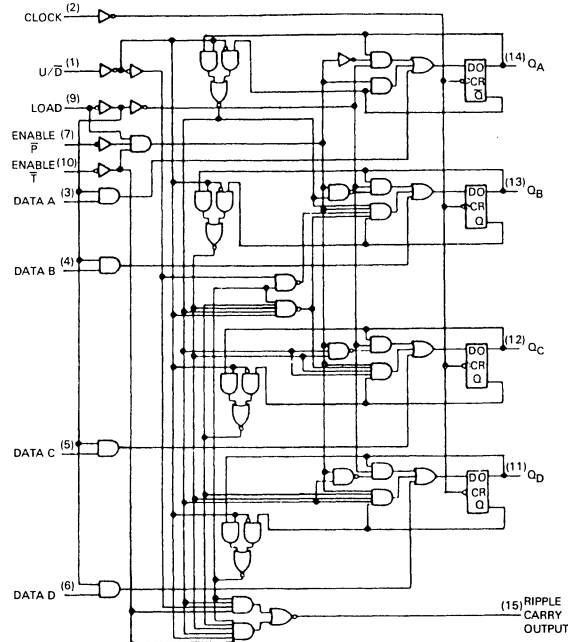 CLOCK (2)
U/D̅ (1)
LOAD (9)
ENABLE (7)
P̅
ENABLE (10)
T̅
DATA A (3)
DATA B (4)
DATA C (5)
DATA D (6)
DO
CR
Q̅
(14) QA
DO
CR
Q
(13) QB
DO
CR
Q
(12) QC
DO
CR
Q
(11) QD
(15) RIPPLE
CARRY
OUTPUT